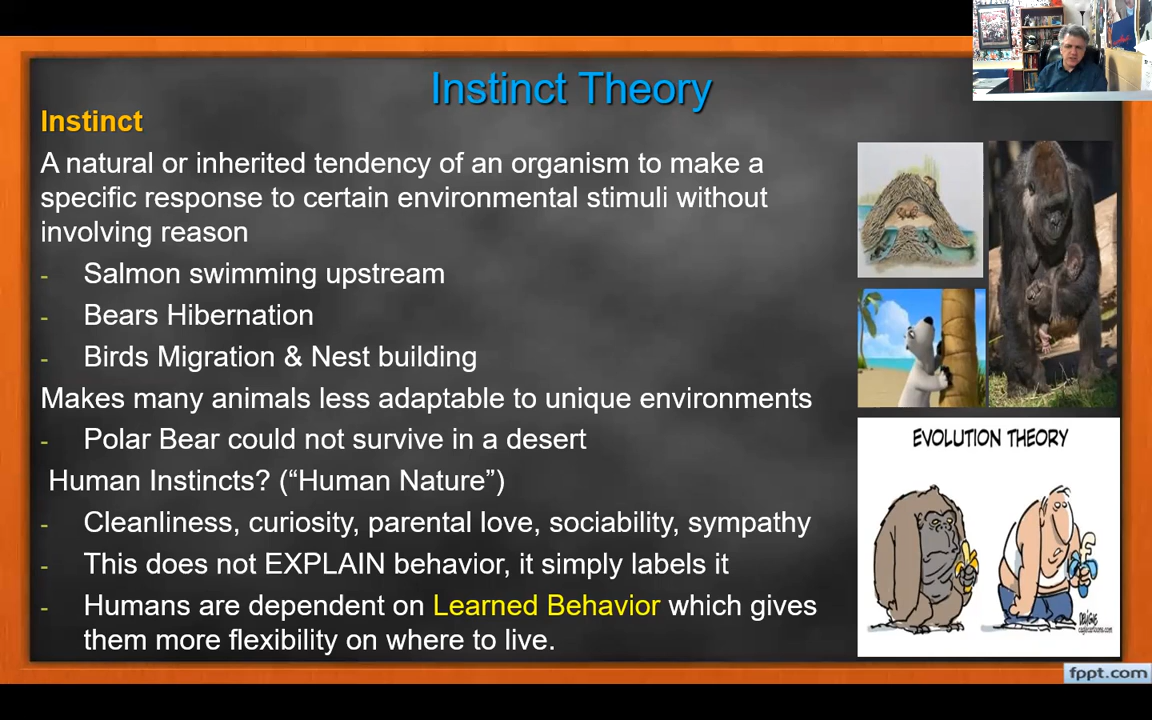 Instinct Theory
Instinct
A natural or inherited tendency of an organism to make a
specific response to certain environmental stimuli without
involving reason
- Salmon swimming upstream
- Bears Hibernation
- Birds Migration & Nest building
Makes many animals less adaptable to unique environments
- Polar Bear could not survive in a desert
Human Instincts? (“Human Nature”)
- Cleanliness, curiosity, parental love, sociability, sympathy
- This does not EXPLAIN behavior, it simply labels it
- Humans are dependent on Learned Behavior which gives
them more flexibility on where to live.
EVOLUTION THEORY
fppt.com